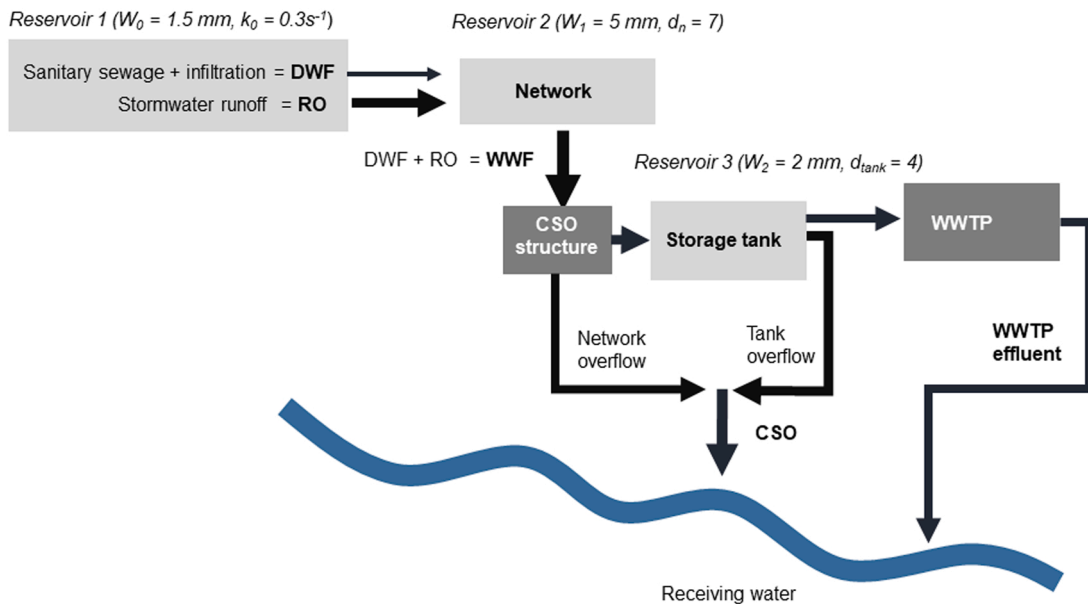 Reservoir 1 (W₀ = 1.5 mm, k₀ = 0.3s⁻¹)
Reservoir 2 (W₁ = 5 mm, dₙ = 7)
Sanitary sewage + infiltration = DWF
Stormwater runoff = RO
Network
DWF + RO = WWF
Reservoir 3 (W₂ = 2 mm, d_tank = 4)
CSO
structure
Storage tank
WWTP
Network
overflow
Tank
overflow
WWTP
effluent
CSO
Receiving water